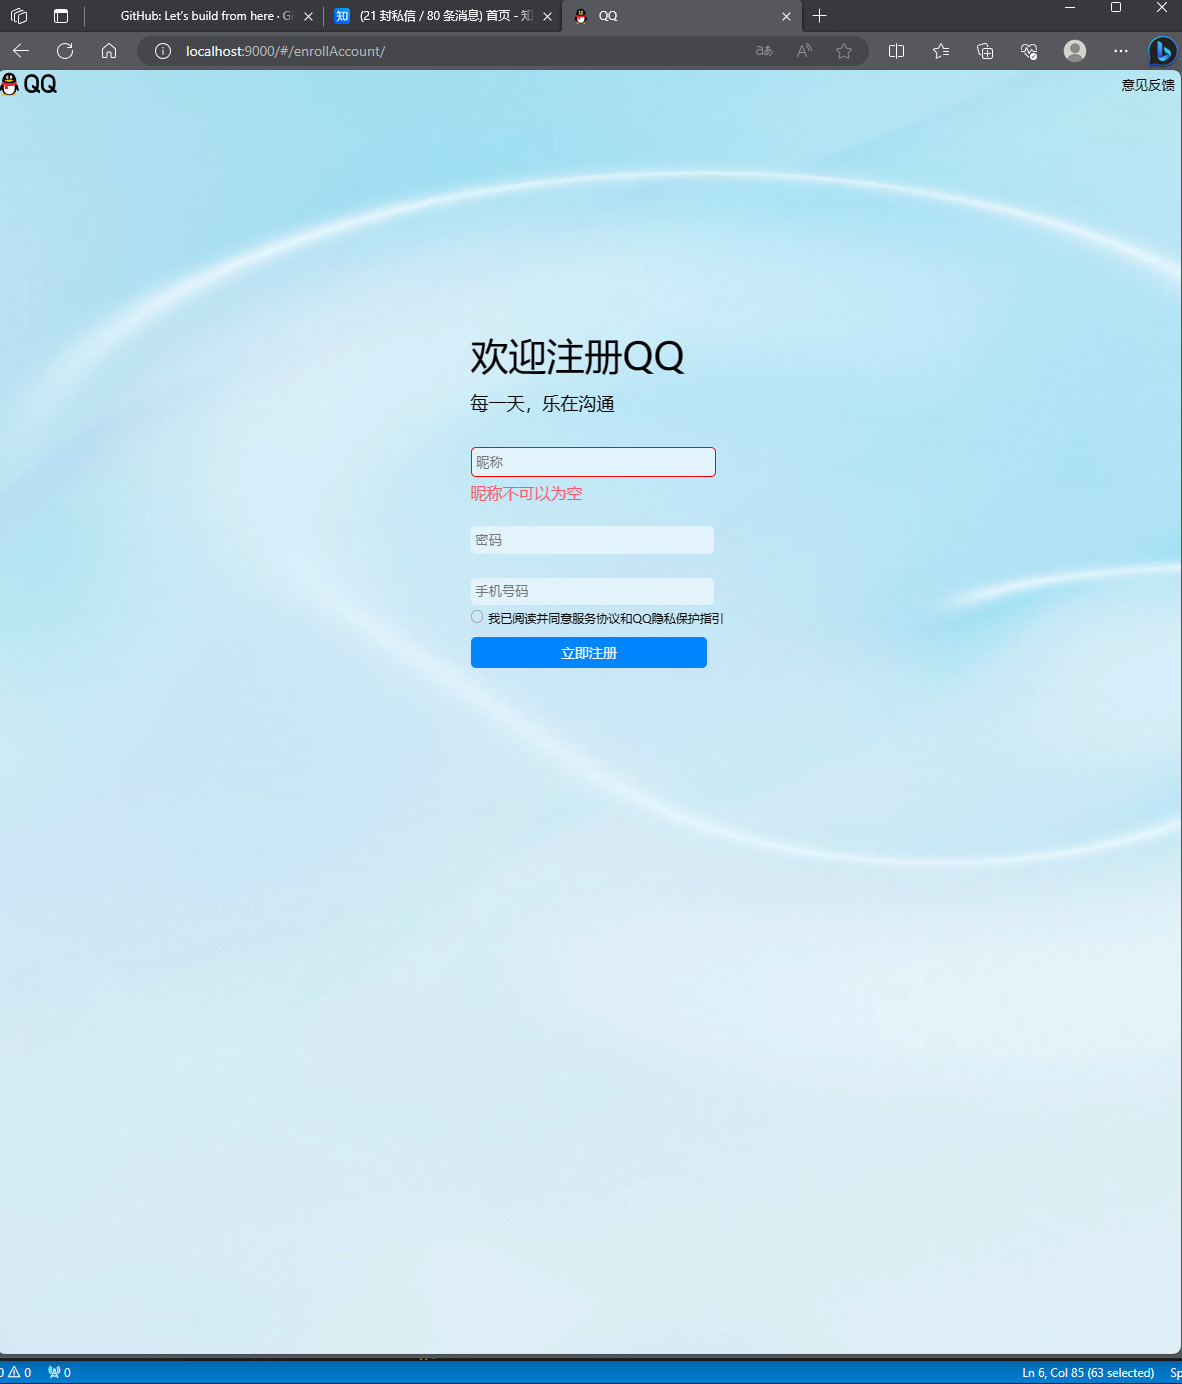 GitHub: Let's build from here · Gi
知 (21 封私信 / 80 条消息) 首页 - 知
QQ
localhost:9000/#/enrollAccount/
QQ
意见反馈
欢迎注册QQ
每一天，乐在沟通
昵称
昵称不可以为空
密码
手机号码
我已阅读并同意服务协议和QQ隐私保护指引
立即注册
0 0 0
Ln 6, Col 85 (63 selected) Sp